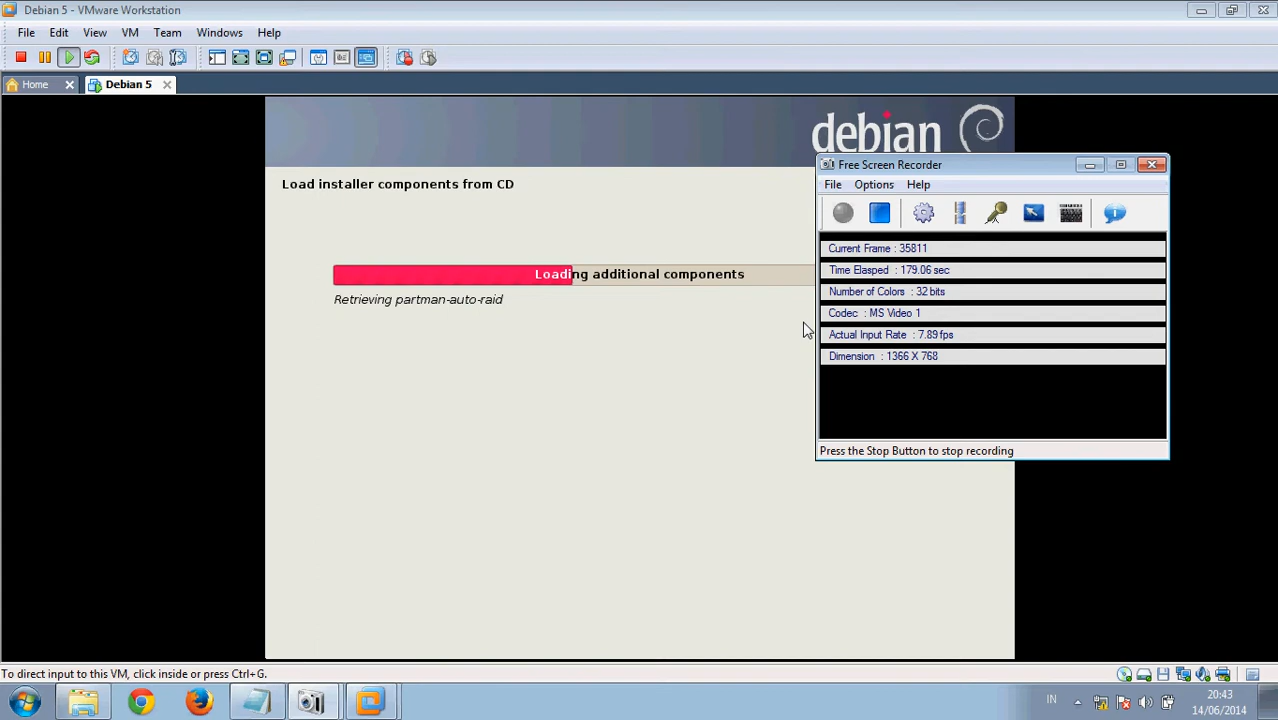 Debian 5 - VMware Workstation
File Edit View VM Team Windows Help
Home Debian 5
debian
Load installer components from CD
Loading additional components
Retrieving partman-auto-raid
Free Screen Recorder
File Options Help
Current Frame : 35811
Time Elasped : 179.06 sec
Number of Colors : 32 bits
Codec : MS Video 1
Actual Input Rate : 7.89 fps
Dimension : 1366 X 768
Press the Stop Button to stop recording
To direct input to this VM, click inside or press Ctrl+G.
IN
20:43
14/06/2014